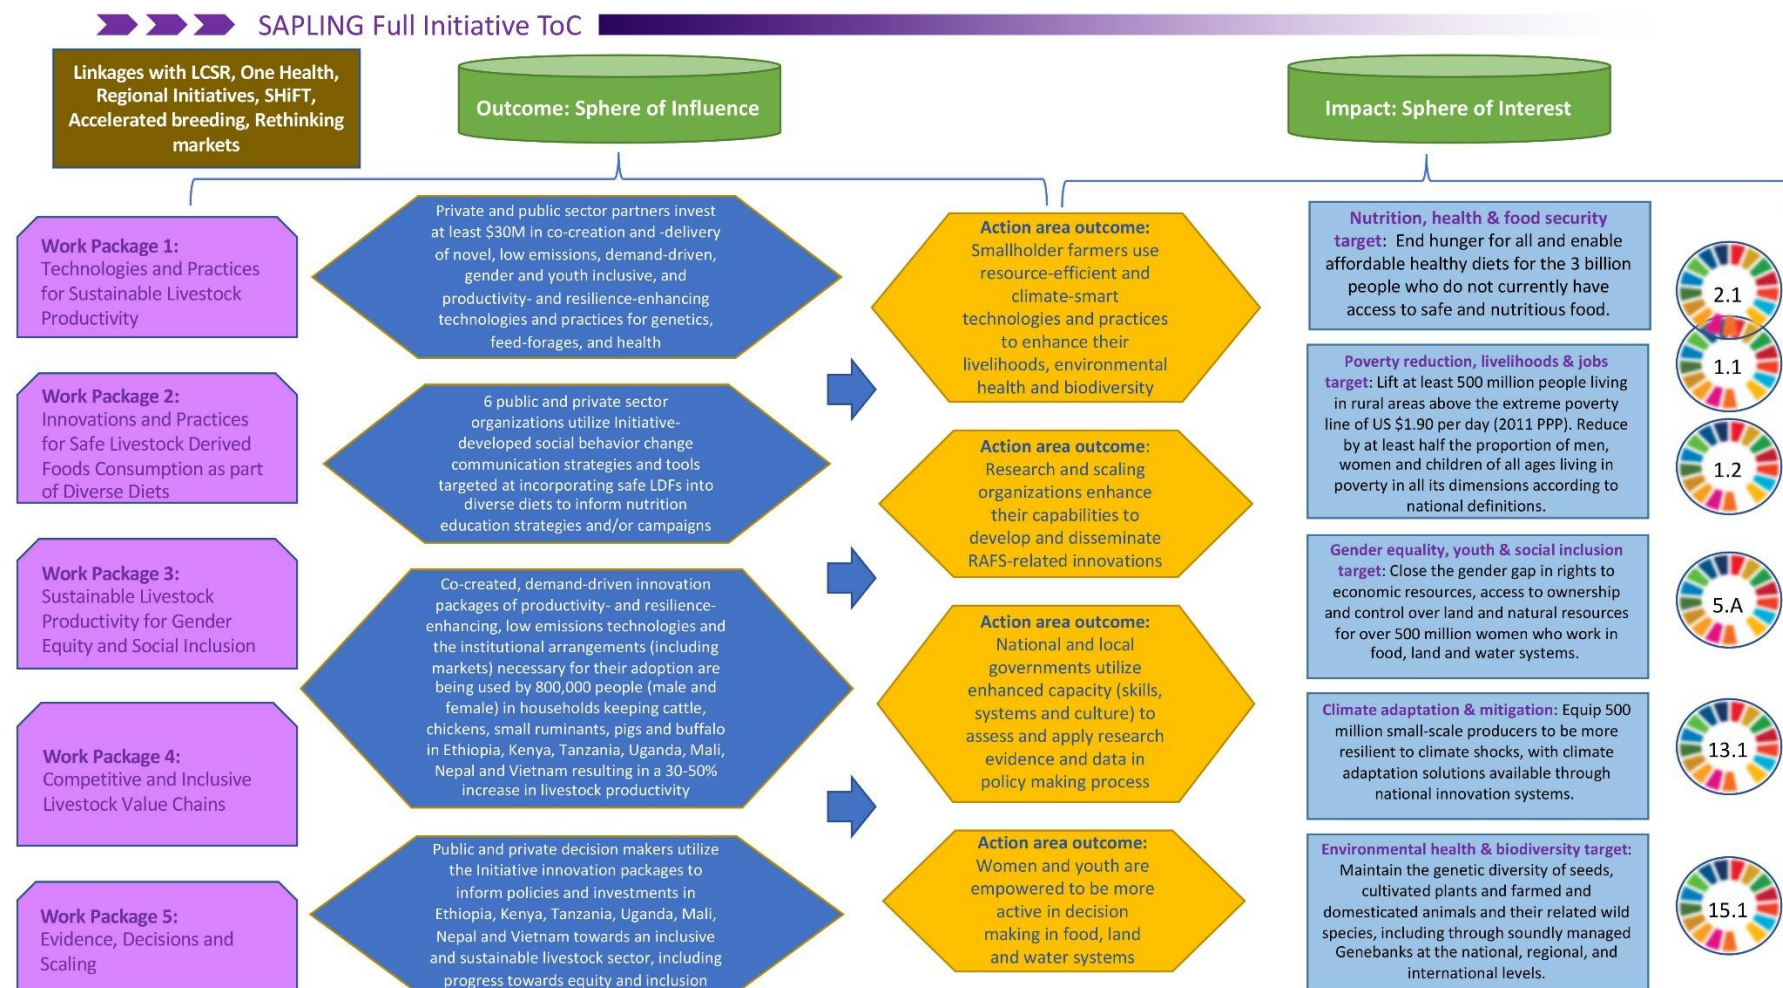 SAPLING Full Initiative ToC
Linkages with LCSR, One Health,
Regional Initiatives, SHiFT,
Accelerated breeding, Rethinking
markets
Outcome: Sphere of Influence
Impact: Sphere of Interest
Work Package 1:
Technologies and Practices
for Sustainable Livestock
Productivity
Work Package 2:
Innovations and Practices
for Safe Livestock Derived
Foods Consumption as part
of Diverse Diets
Work Package 3:
Sustainable Livestock
Productivity for Gender
Equity and Social Inclusion
Work Package 4:
Competitive and Inclusive
Livestock Value Chains
Work Package 5:
Evidence, Decisions and
Scaling
Private and public sector partners invest
at least $30M in co-creation and -delivery
of novel, low emissions, demand-driven,
gender and youth inclusive, and
productivity- and resilience-enhancing
technologies and practices for genetics,
feed-forages, and health
6 public and private sector
organizations utilize Initiative-
developed social behavior change
communication strategies and tools
targeted at incorporating safe LDFs into
diverse diets to inform nutrition
education strategies and/or campaigns
Co-created, demand-driven innovation
packages of productivity- and resilience-
enhancing, low emissions technologies and
the institutional arrangements (including
markets) necessary for their adoption are
being used by 800,000 people (male and
female) in households keeping cattle,
chickens, small ruminants, pigs and buffalo
in Ethiopia, Kenya, Tanzania, Uganda, Mali,
Nepal and Vietnam resulting in a 30-50%
increase in livestock productivity
Public and private decision makers utilize
the Initiative innovation packages to
inform policies and investments in
Ethiopia, Kenya, Tanzania, Uganda, Mali,
Nepal and Vietnam towards an inclusive
and sustainable livestock sector, including
progress towards equity and inclusion
Action area outcome:
Smallholder farmers use
resource-efficient and
climate-smart
technologies and practices
to enhance their
livelihoods, environmental
health and biodiversity
Action area outcome:
Research and scaling
organizations enhance
their capabilities to
develop and disseminate
RAFS-related innovations
Action area outcome:
National and local
governments utilize
enhanced capacity (skills,
systems and culture) to
assess and apply research
evidence and data in
policy making process
Action area outcome:
Women and youth are
empowered to be more
active in decision
making in food, land
and water systems
Nutrition, health & food security
target: End hunger for all and enable
affordable healthy diets for the 3 billion
people who do not currently have
access to safe and nutritious food.
Poverty reduction, livelihoods & jobs
target: Lift at least 500 million people living
in rural areas above the extreme poverty
line of US $1.90 per day (2011 PPP). Reduce
by at least half the proportion of men,
women and children of all ages living in
poverty in all its dimensions according to
national definitions.
Gender equality, youth & social inclusion
target: Close the gender gap in rights to
economic resources, access to ownership
and control over land and natural resources
for over 500 million women who work in
food, land and water systems.
Climate adaptation & mitigation: Equip 500
million small-scale producers to be more
resilient to climate shocks, with climate
adaptation solutions available through
national innovation systems.
Environmental health & biodiversity target:
Maintain the genetic diversity of seeds,
cultivated plants and farmed and
domesticated animals and their related wild
species, including through soundly managed
Genebanks at the national, regional, and
international levels.
2.1
1.1
1.2
5.A
13.1
15.1